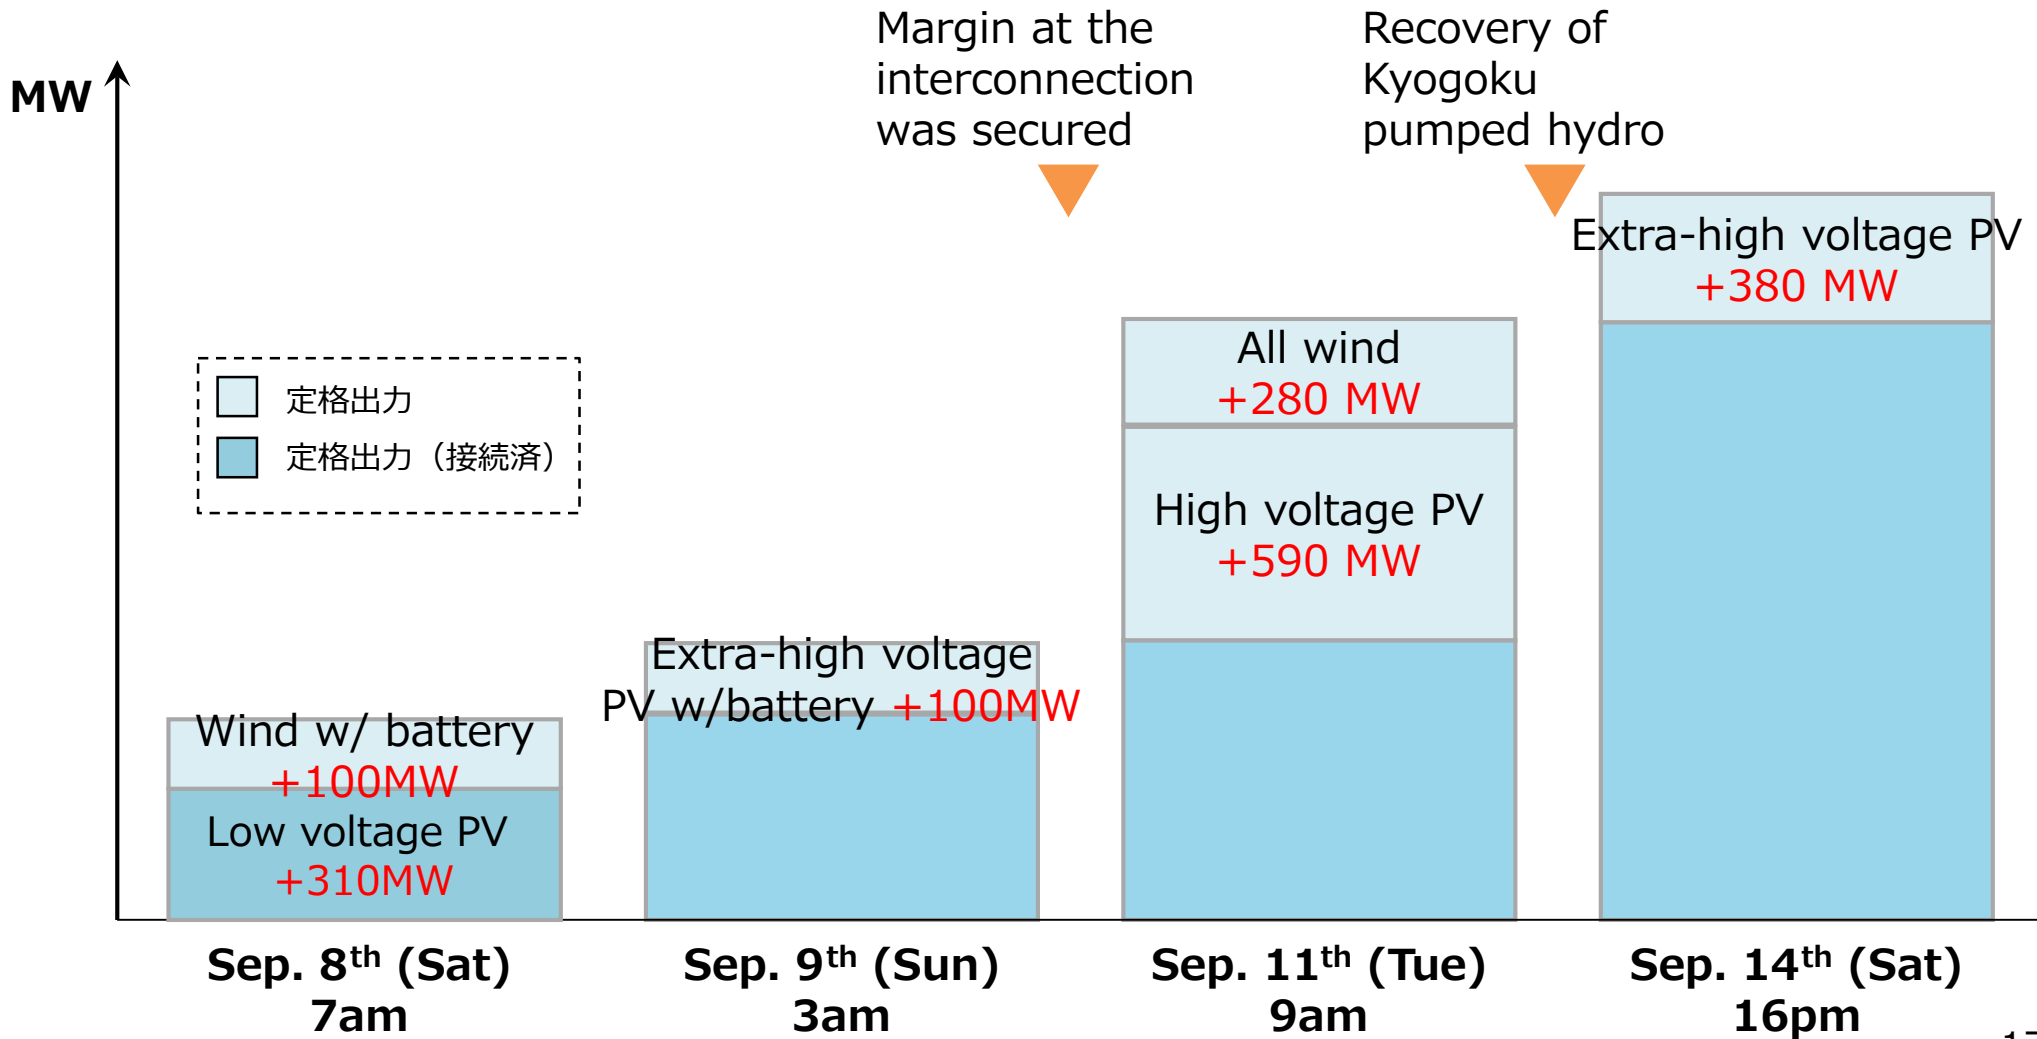 Margin at the
interconnection
was secured
Recovery of
Kyogoku
pumped hydro
MW
定格出力
定格出力（接続済）
Wind w/ battery
+100MW
Low voltage PV
+310MW
Extra-high voltage
PV w/battery +100MW
All wind
+280 MW
High voltage PV
+590 MW
Extra-high voltage PV
+380 MW
Sep. 8th (Sat)
7am
Sep. 9th (Sun)
3am
Sep. 11th (Tue)
9am
Sep. 14th (Sat)
16pm